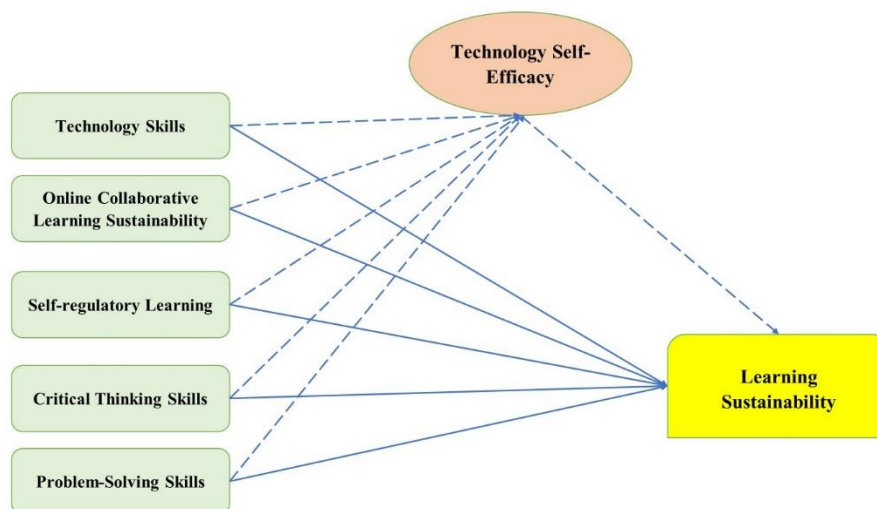 Technology Self-
Efficacy
Technology Skills
Online Collaborative
Learning Sustainability
Self-regulatory Learning
Critical Thinking Skills
Problem-Solving Skills
Learning
Sustainability